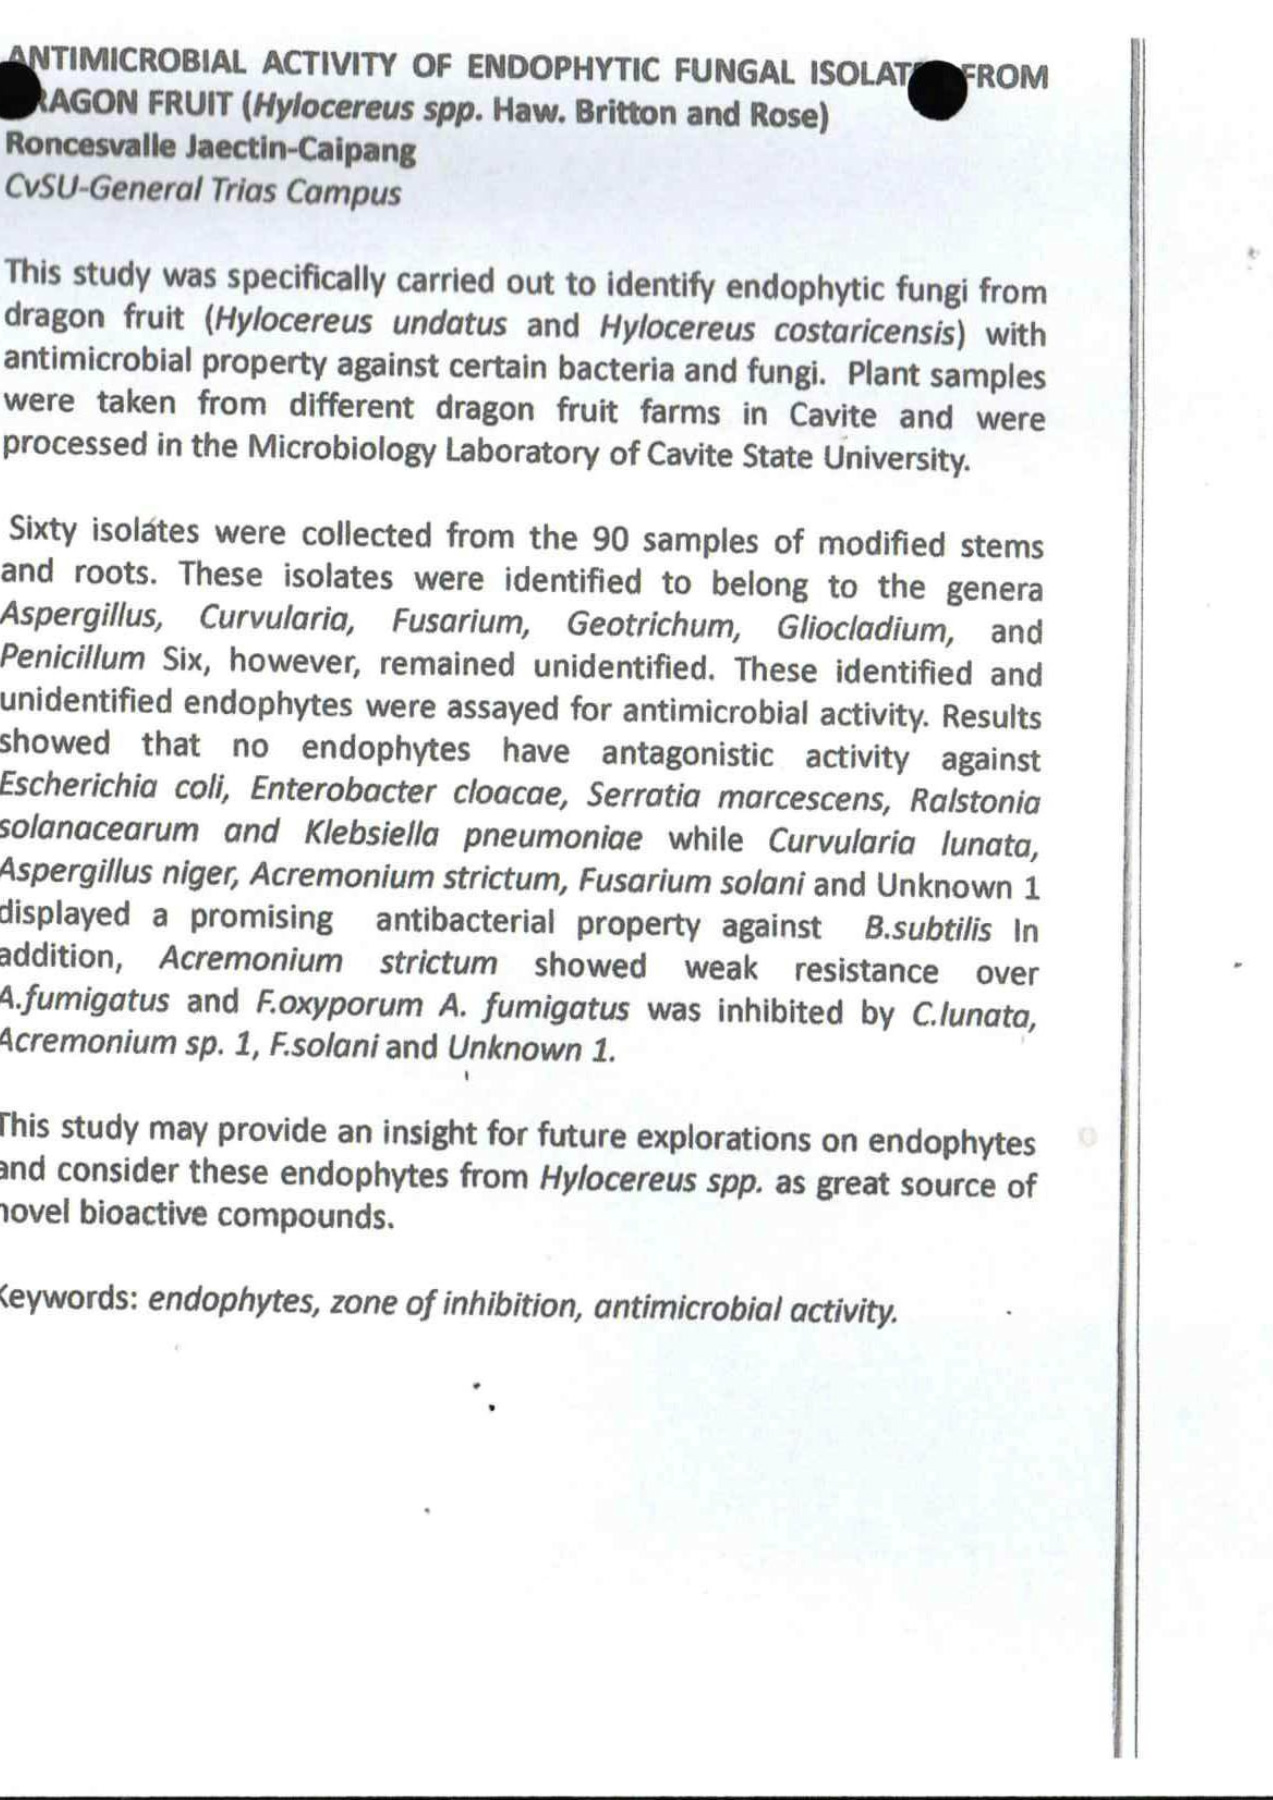 ANTIMICROBIAL ACTIVITY OF ENDOPHYTIC FUNGAL ISOLAT FROM
RAGON FRUIT (Hylocereus spp. Haw. Britton and Rose)
Roncesvalle Jaectin-Caipang
CvSU-General Trias Campus
This study was specifically carried out to identify endophytic fungi from
dragon fruit (Hylocereus undatus and Hylocereus costaricensis) with
antimicrobial property against certain bacteria and fungi. Plant samples
were taken from different dragon fruit farms in Cavite and were
processed in the Microbiology Laboratory of Cavite State University.
Sixty isolates were collected from the 90 samples of modified stems
and roots. These isolates were identified to belong to the genera
Aspergillus, Curvularia, Fusarium, Geotrichum, Gliocladium, and
Penicillum Six, however, remained unidentified. These identified and
unidentified endophytes were assayed for antimicrobial activity. Results
showed that no endophytes have antagonistic activity against
Escherichia coli, Enterobacter cloacae, Serratia marcescens, Ralstonia
solanacearum and Klebsiella pneumoniae while Curvularia lunata,
Aspergillus niger, Acremonium strictum, Fusarium solani and Unknown 1
displayed a promising antibacterial property against B.subtilis In
addition, Acremonium strictum showed weak resistance over
A.fumigatus and F.oxyporum A. fumigatus was inhibited by C.lunata,
Acremonium sp. 1, F.solani and Unknown 1.
This study may provide an insight for future explorations on endophytes
and consider these endophytes from Hylocereus spp. as great source of
novel bioactive compounds.
Keywords: endophytes, zone of inhibition, antimicrobial activity.